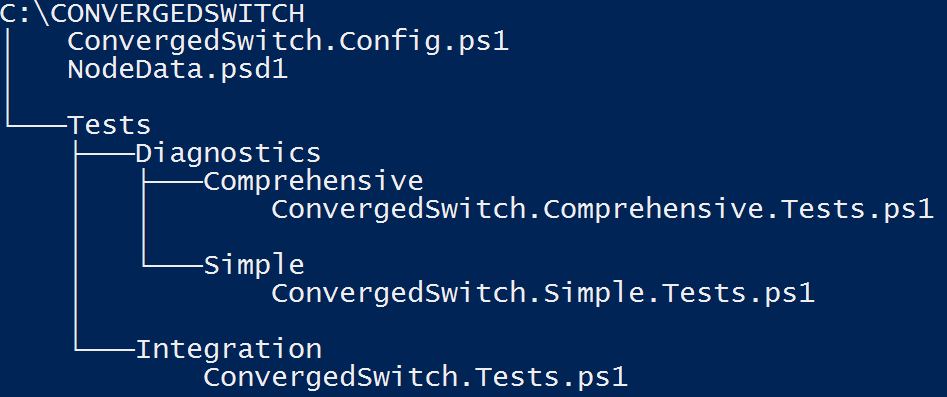 C:\CONVERGEDSWITCH
ConvergedSwitch.Config.ps1
NodeData.psd1
Tests
Diagnostics
Comprehensive
ConvergedSwitch.Comprehensive.Tests.ps1
Simple
ConvergedSwitch.Simple.Tests.ps1
Integration
ConvergedSwitch.Tests.ps1